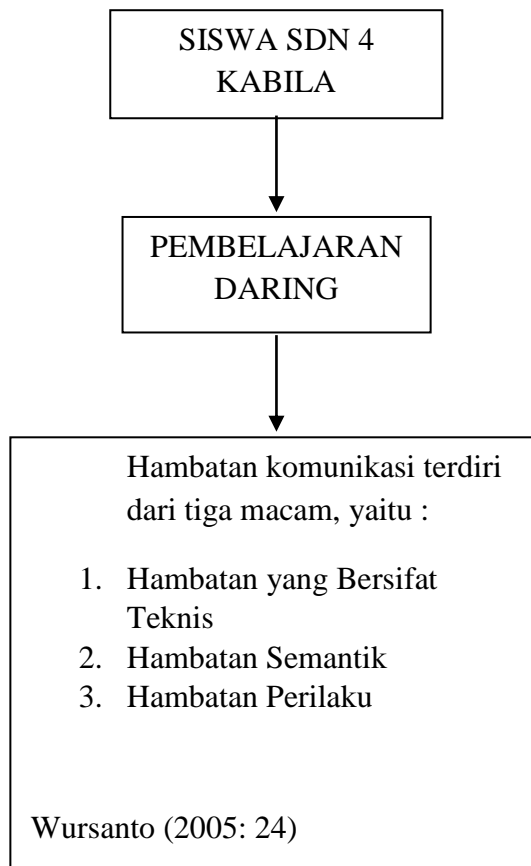 SISWA SDN 4
KABILA
PEMBELAJARAN
DARING
Hambatan komunikasi terdiri
dari tiga macam, yaitu :
1. Hambatan yang Bersifat
Teknis
2. Hambatan Semantik
3. Hambatan Perilaku
Wursanto (2005: 24)